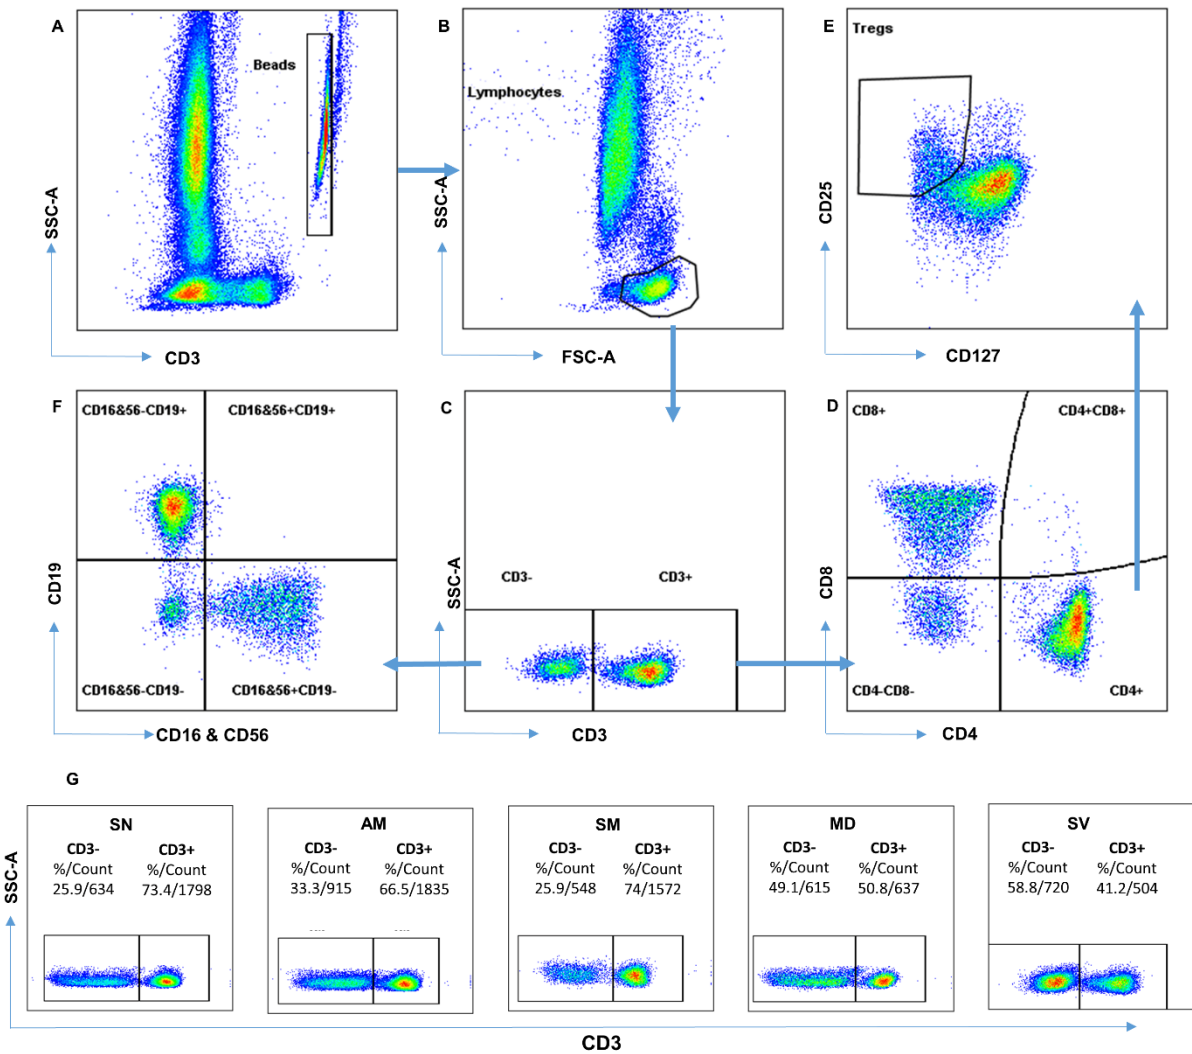 A
Beads
SSC-A
CD3
B
Lymphocytes
SSC-A
FSC-A
E
Tregs
CD25
CD127
F
CD16&56-CD19+
CD16&56+CD19+
CD19
CD16&56-CD19-
CD16&56+CD19-
CD16 & CD56
C
SSC-A
CD3-
CD3+
CD3
D
CD8+
CD4+CD8+
CD8
CD4-CD8-
CD4+
CD4
G
SSC-A
SN
CD3- CD3+
%/Count %/Count
25.9/634 73.4/1798
AM
CD3- CD3+
%/Count %/Count
33.3/915 66.5/1835
SM
CD3- CD3+
%/Count %/Count
25.9/548 74/1572
MD
CD3- CD3+
%/Count %/Count
49.1/615 50.8/637
SV
CD3- CD3+
%/Count %/Count
58.8/720 41.2/504
CD3